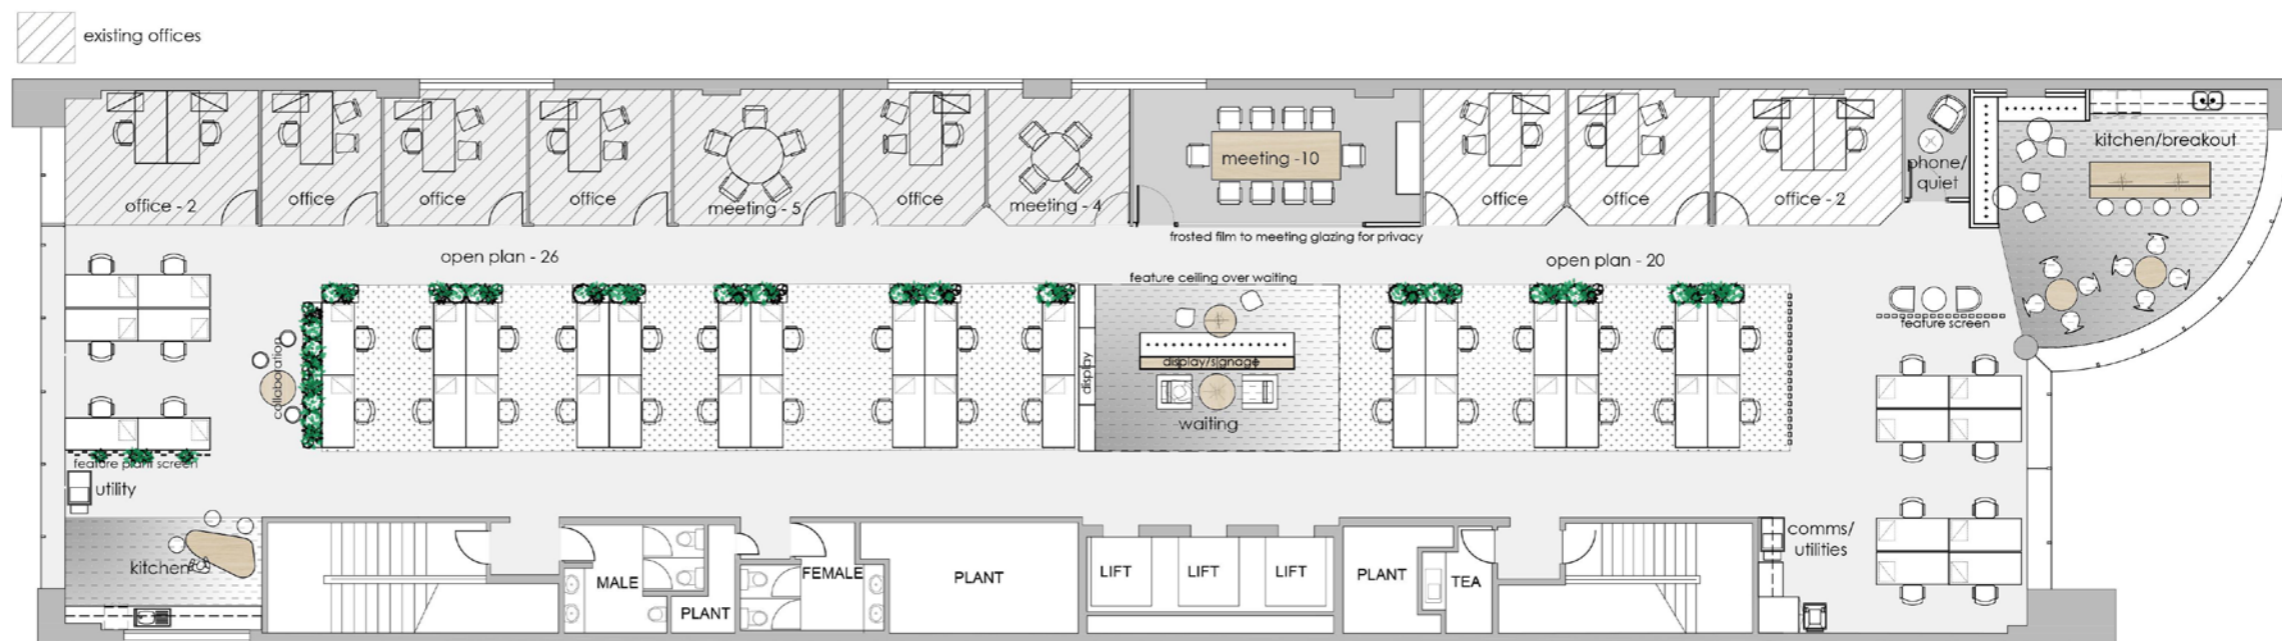 existing offices
office - 2
office
office
office
meeting - 5
office
meeting - 4
meeting -10
office
office
office - 2
phone/
quiet
kitchen/breakout
frosted film to meeting glazing for privacy
open plan - 26
open plan - 20
feature ceiling over waiting
feature screen
collaboration
display
display/signage
waiting
feature plant screen
utility
kitchen
MALE
PLANT
FEMALE
PLANT
LIFT
LIFT
LIFT
PLANT
TEA
comms/
utilities